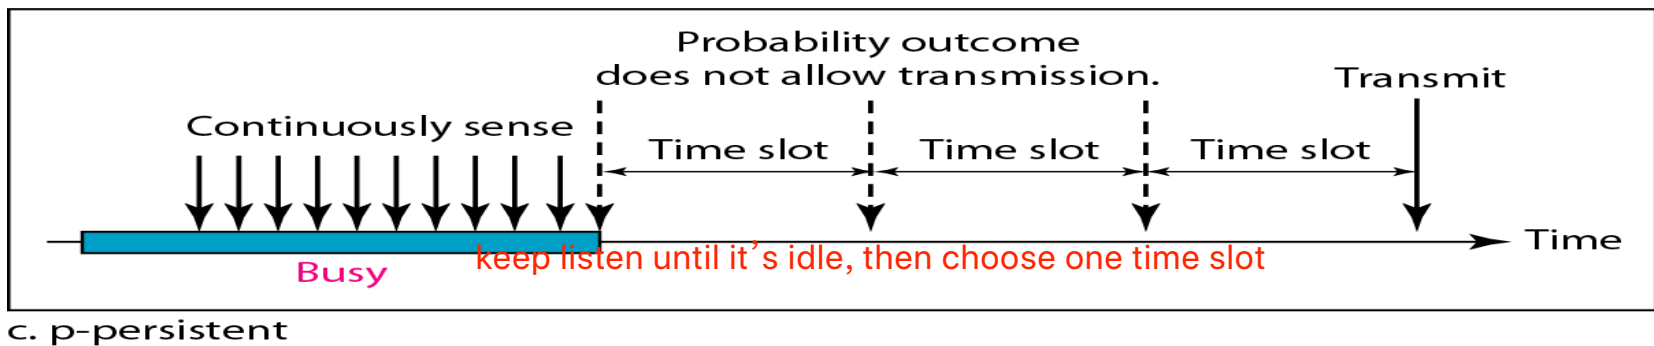 Probability outcome
does not allow transmission.
Transmit
Continuously sense
Time slot
Time slot
Time slot
Time
keep listen until it’s idle, then choose one time slot
Busy
c. p-persistent